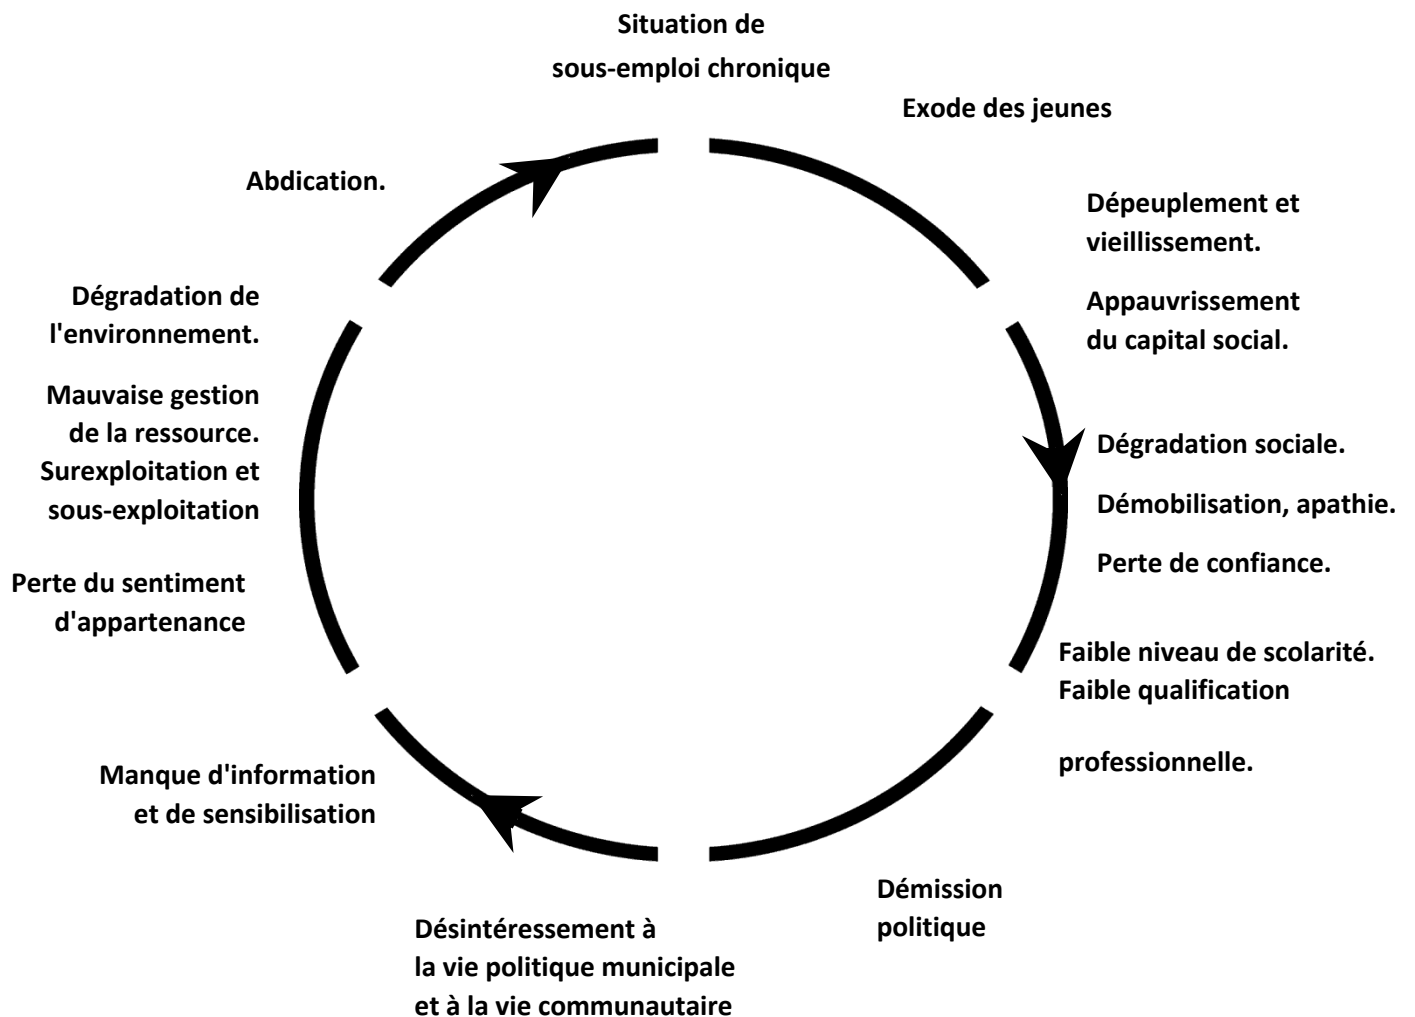 Situation de
sous-emploi chronique
Exode des jeunes
Dépeuplement et
vieillissement.
Appauvrissement
du capital social.
Dégradation sociale.
Démobilisation, apathie.
Perte de confiance.
Faible niveau de scolarité.
Faible qualification
professionnelle.
Démission
politique
Désintéressement à
la vie politique municipale
et à la vie communautaire
Manque d'information
et de sensibilisation
Perte du sentiment
d'appartenance
Mauvaise gestion
de la ressource.
Surexploitation et
sous-exploitation
Dégradation de
l'environnement.
Abdication.